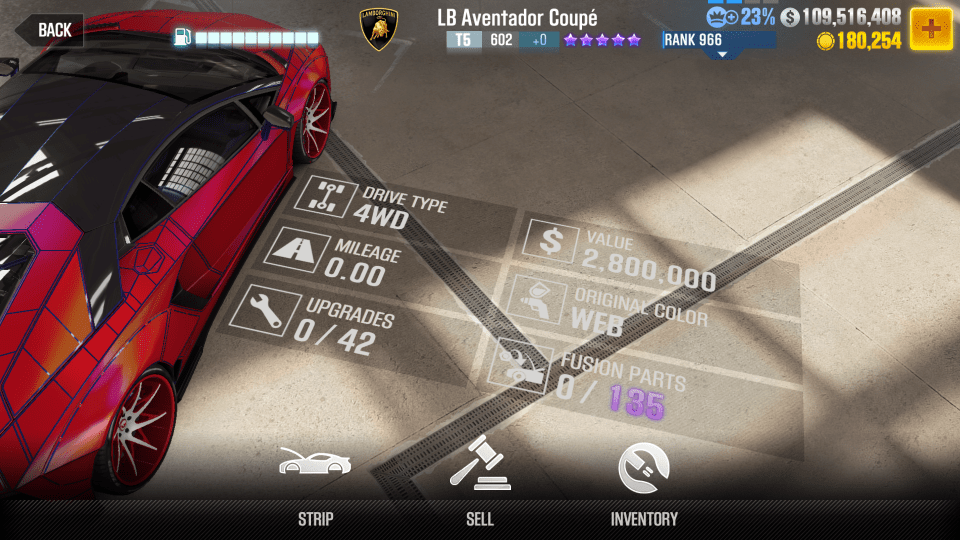 BACK
LAMBORGHINI
LB Aventador Coupé
T5 602 +0
RANK 966
23% $ 109,516,408
180,254
DRIVE TYPE
4WD
MILEAGE
0.00
UPGRADES
0 / 42
$ VALUE
2,800,000
ORIGINAL COLOR
WEB
FUSION PARTS
0 / 135
STRIP
SELL
INVENTORY